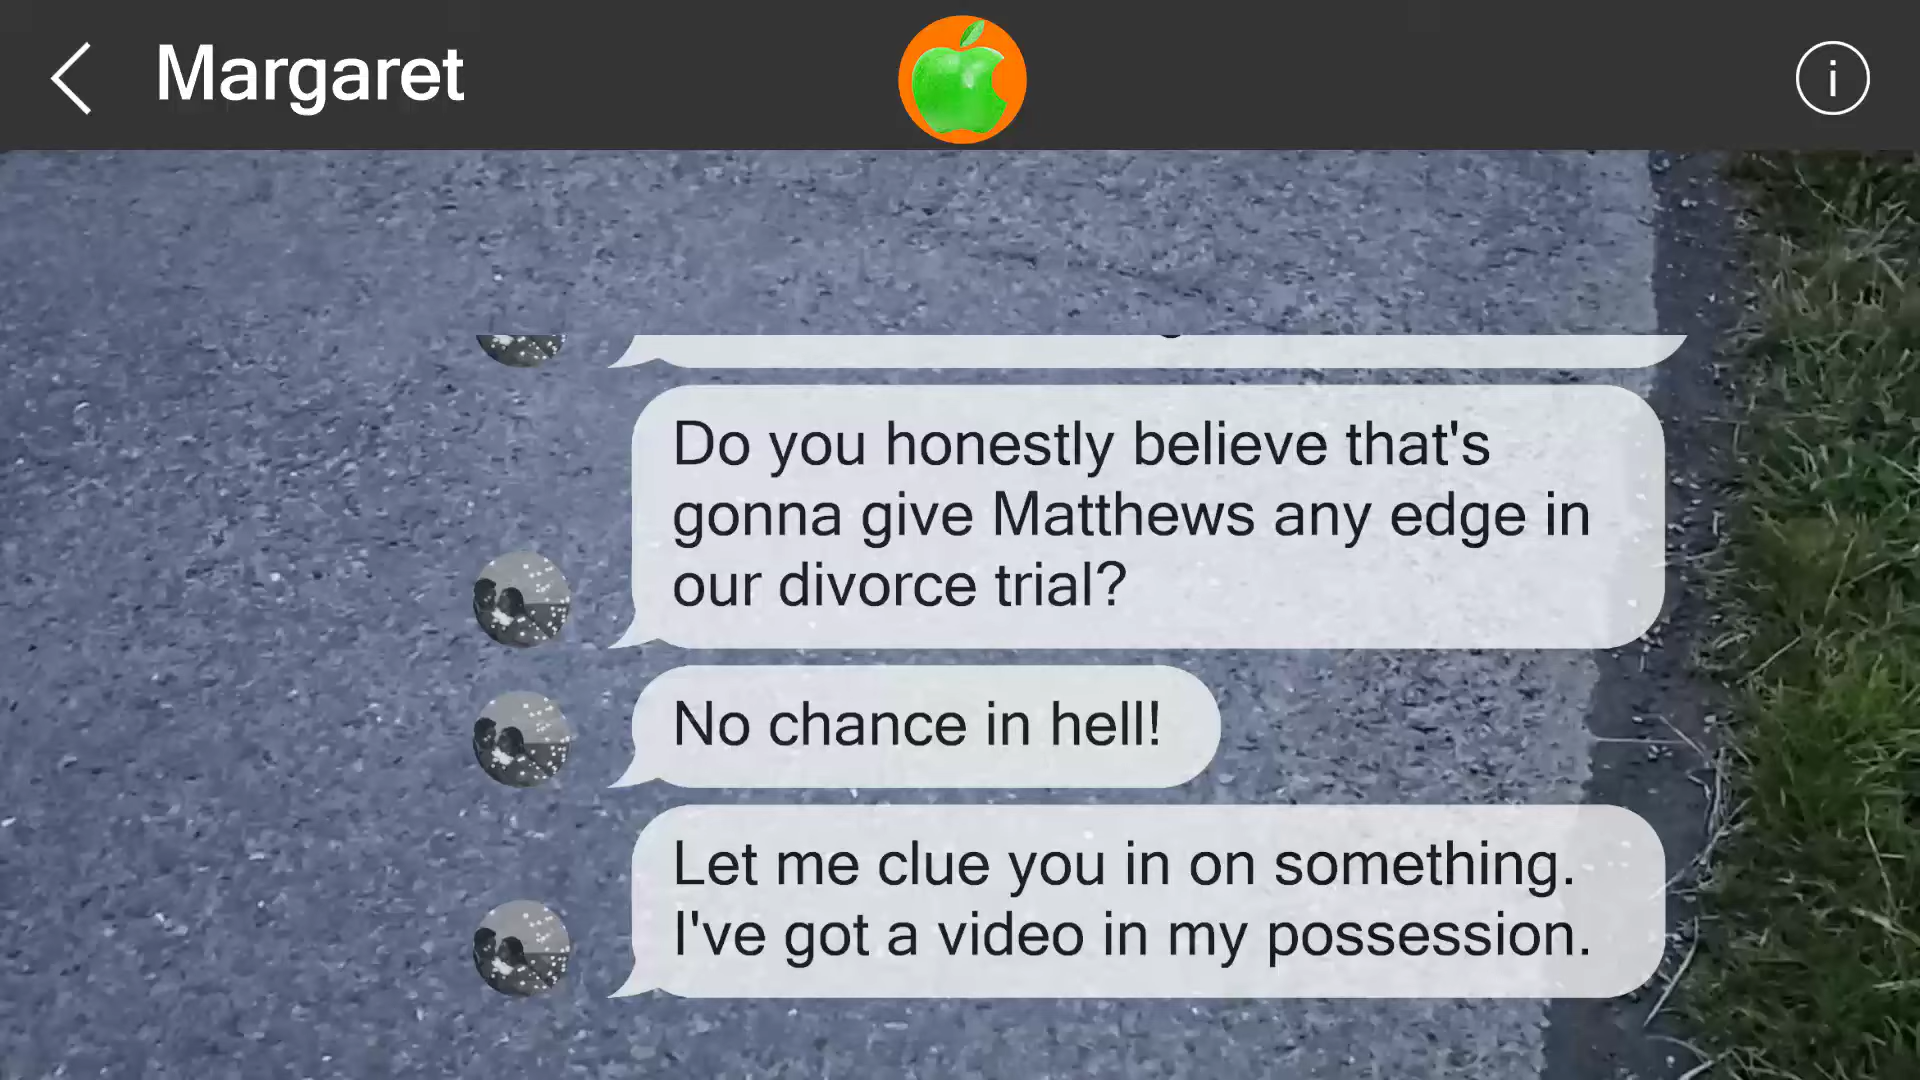 Margaret
Do you honestly believe that's
gonna give Matthews any edge in
our divorce trial?
No chance in hell!
Let me clue you in on something.
I've got a video in my possession.